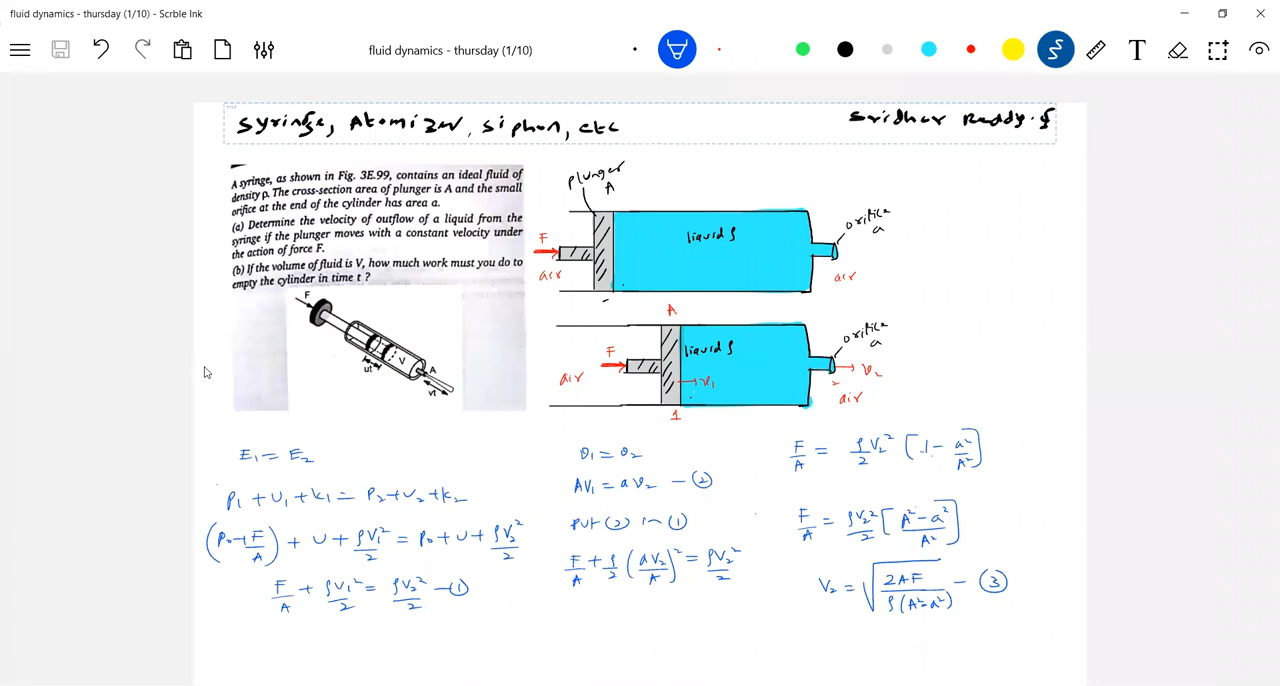 fluid dynamics - thursday (1/10) - Scrble Ink
fluid dynamics - thursday (1/10)
T
Syringe, Atomizer, Siphon, etc
Sridhar Reddy.
A syringe, as shown in Fig. 3E.99, contains an ideal fluid of
density ρ. The cross-section area of plunger is A and the small
orifice at the end of the cylinder has area a.
(a) Determine the velocity of outflow of a liquid from the
syringe if the plunger moves with a constant velocity under
the action of force F.
(b) If the volume of fluid is V, how much work must you do to
empty the cylinder in time t ?
F
V
A
ut
vt
plunger
A
F
air
liquid ρ
orifice
a
air
A
F
air
liquid ρ
v₁
1
orifice
a
2
v₂
air
E₁ = E₂
P₁ + U₁ + K₁ = P₂ + U₂ + K₂
(P₀ + F/A) + U + ρV₁²/2 = P₀ + U + ρV₂²/2
F/A + ρV₁²/2 = ρV₂²/2 —①
θ₁ = θ₂
AV₁ = aV₂ —②
Put ② in ①
F/A + ρ/2 (aV₂/A)² = ρV₂²/2
F/A = ρV₂²/2 [1 - a²/A²]
F/A = ρV₂²/2 [A² - a²/A²]
V₂ = √(2AF/ρ(A²-a²)) —③